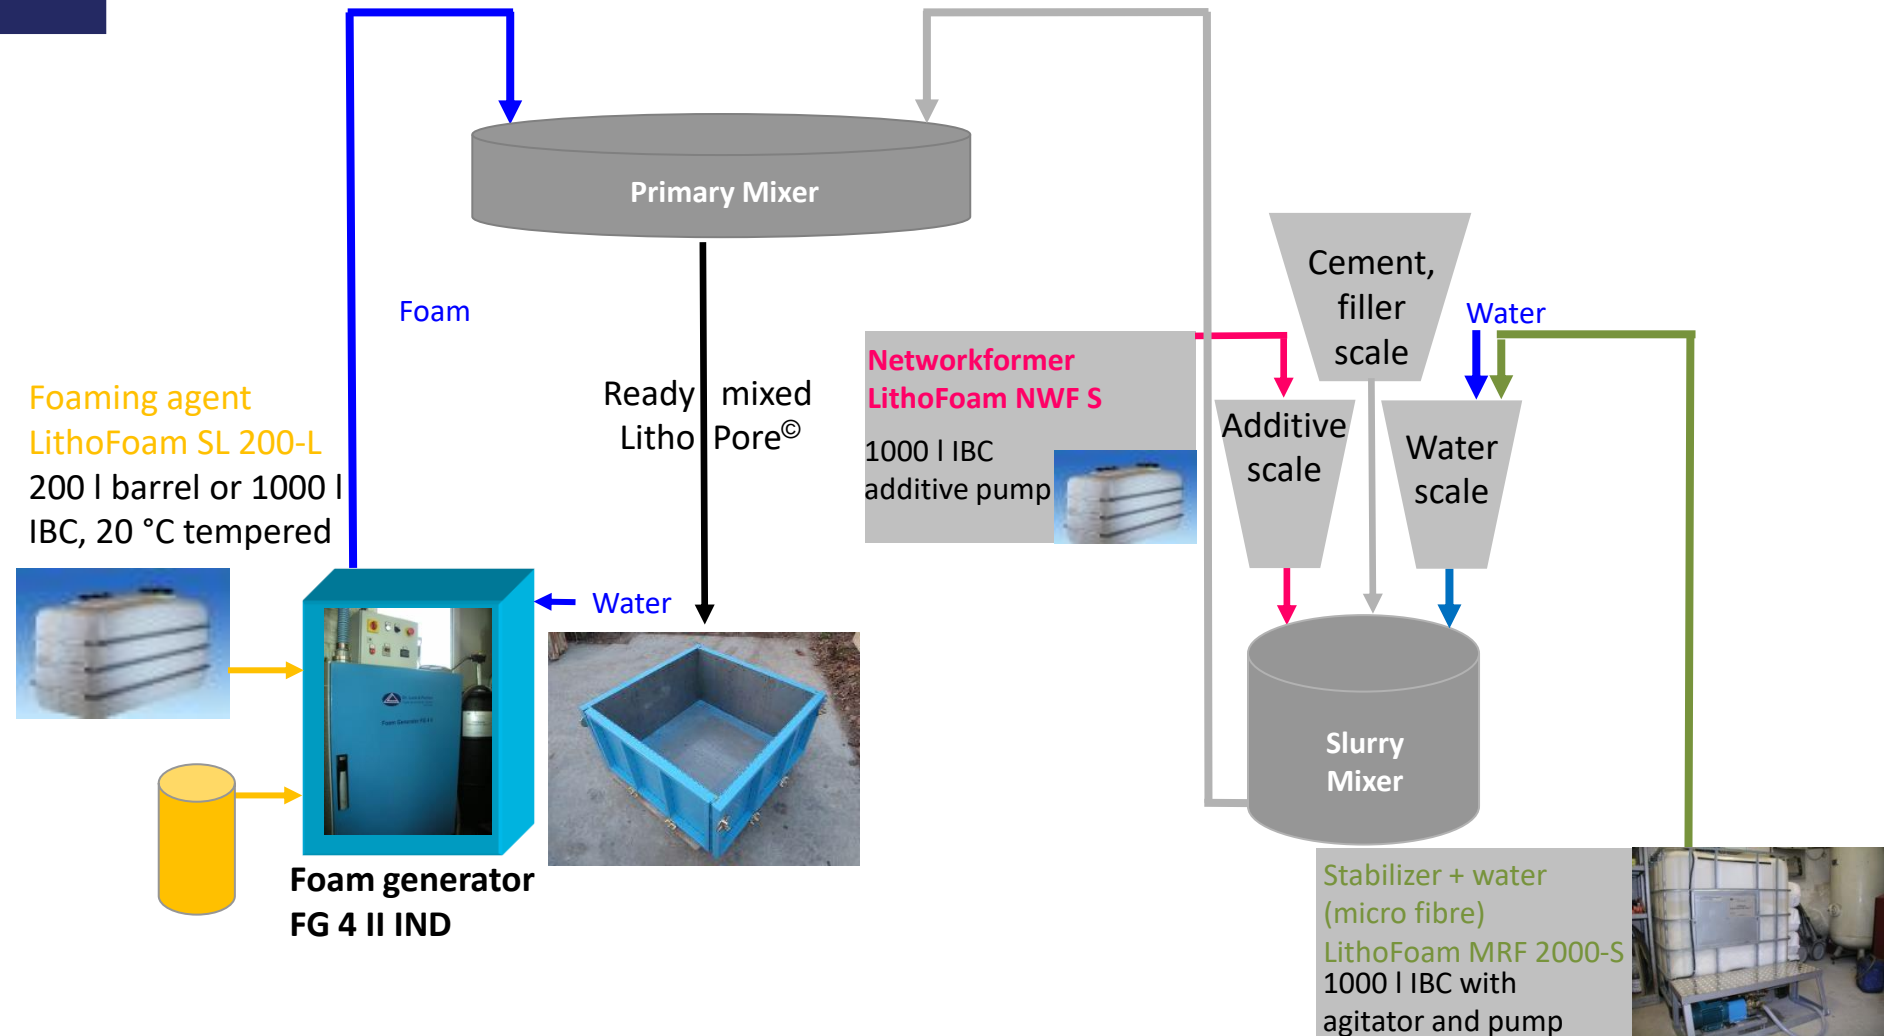 Primary Mixer
Foam
Ready mixed
Litho Pore©
Foaming agent
LithoFoam SL 200-L
200 l barrel or 1000 l
IBC, 20 °C tempered
Water
Foam generator
FG 4 II IND
Networkformer
LithoFoam NWF S
1000 l IBC
additive pump
Cement,
filler
scale
Water
Additive
scale
Water
scale
Slurry
Mixer
Stabilizer + water
(micro fibre)
LithoFoam MRF 2000-S
1000 l IBC with
agitator and pump